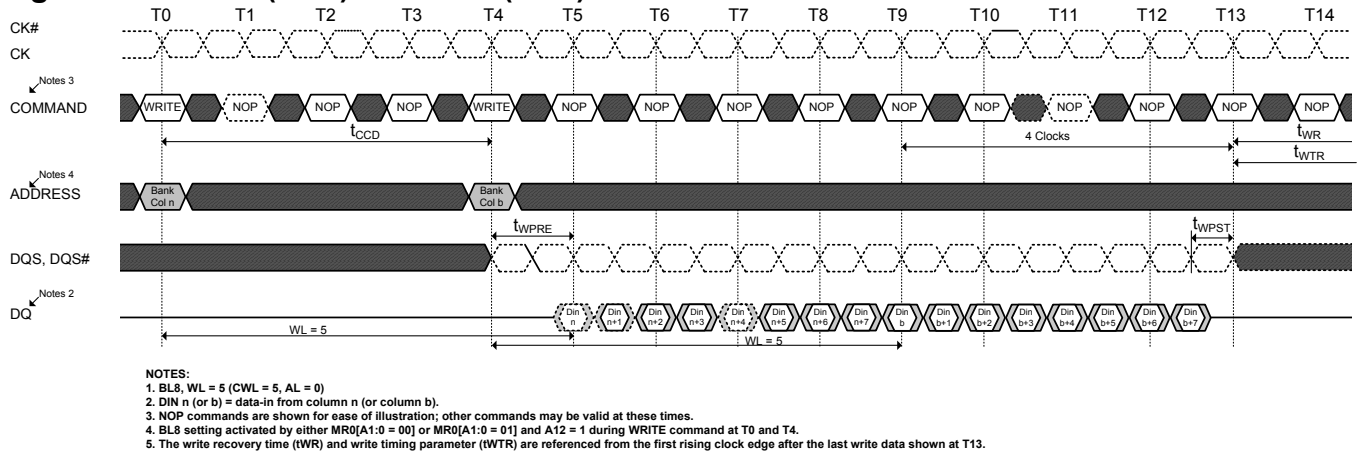 T0 T1 T2 T3 T4 T5 T6 T7 T8 T9 T10 T11 T12 T13 T14
CK#
CK
Notes 3
COMMAND WRITE NOP NOP NOP WRITE NOP NOP NOP NOP NOP NOP NOP NOP NOP NOP
tCCD 4 Clocks tWR
tWTR
Notes 4
ADDRESS Bank Col n Bank Col b
tWPRE tWPST
DQS, DQS#
Notes 2
DQ Din n Din n+1 Din n+2 Din n+3 Din n+4 Din n+5 Din n+6 Din n+7 Din b Din b+1 Din b+2 Din b+3 Din b+4 Din b+5 Din b+6 Din b+7
WL = 5 WL = 5
NOTES:
1. BL8, WL = 5 (CWL = 5, AL = 0)
2. DIN n (or b) = data-in from column n (or column b).
3. NOP commands are shown for ease of illustration; other commands may be valid at these times.
4. BL8 setting activated by either MR0[A1:0 = 00] or MR0[A1:0 = 01] and A12 = 1 during WRITE command at T0 and T4.
5. The write recovery time (tWR) and write timing parameter (tWTR) are referenced from the first rising clock edge after the last write data shown at T13.